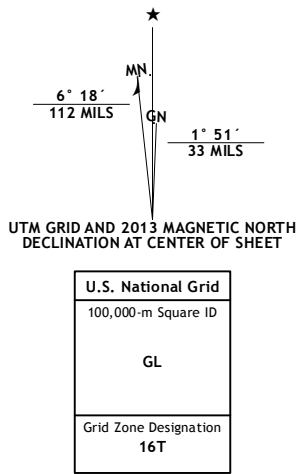 ★
MN.
GN
6° 18´
112 MILS
1° 51´
33 MILS
UTM GRID AND 2013 MAGNETIC NORTH
DECLINATION AT CENTER OF SHEET
U.S. National Grid
100,000-m Square ID
GL
Grid Zone Designation
16T